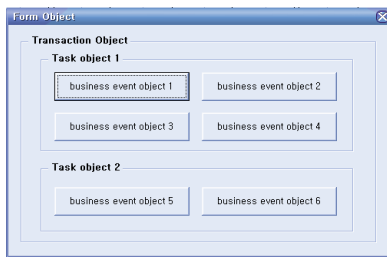 Form Object
Transaction Object
Task object 1
business event object 1
business event object 2
business event object 3
business event object 4
Task object 2
business event object 5
business event object 6